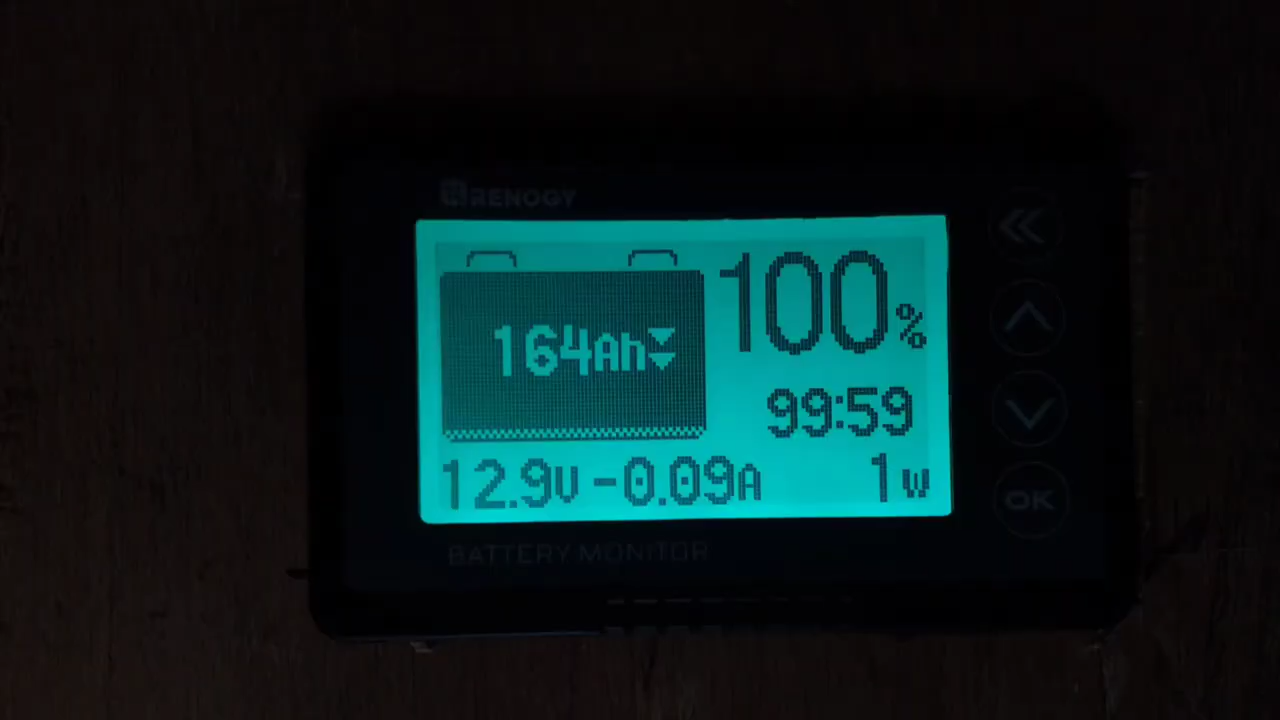 RENOGY
100%
164Ah
99:59
12.9V -0.09A 1W
OK
BATTERY MONITOR